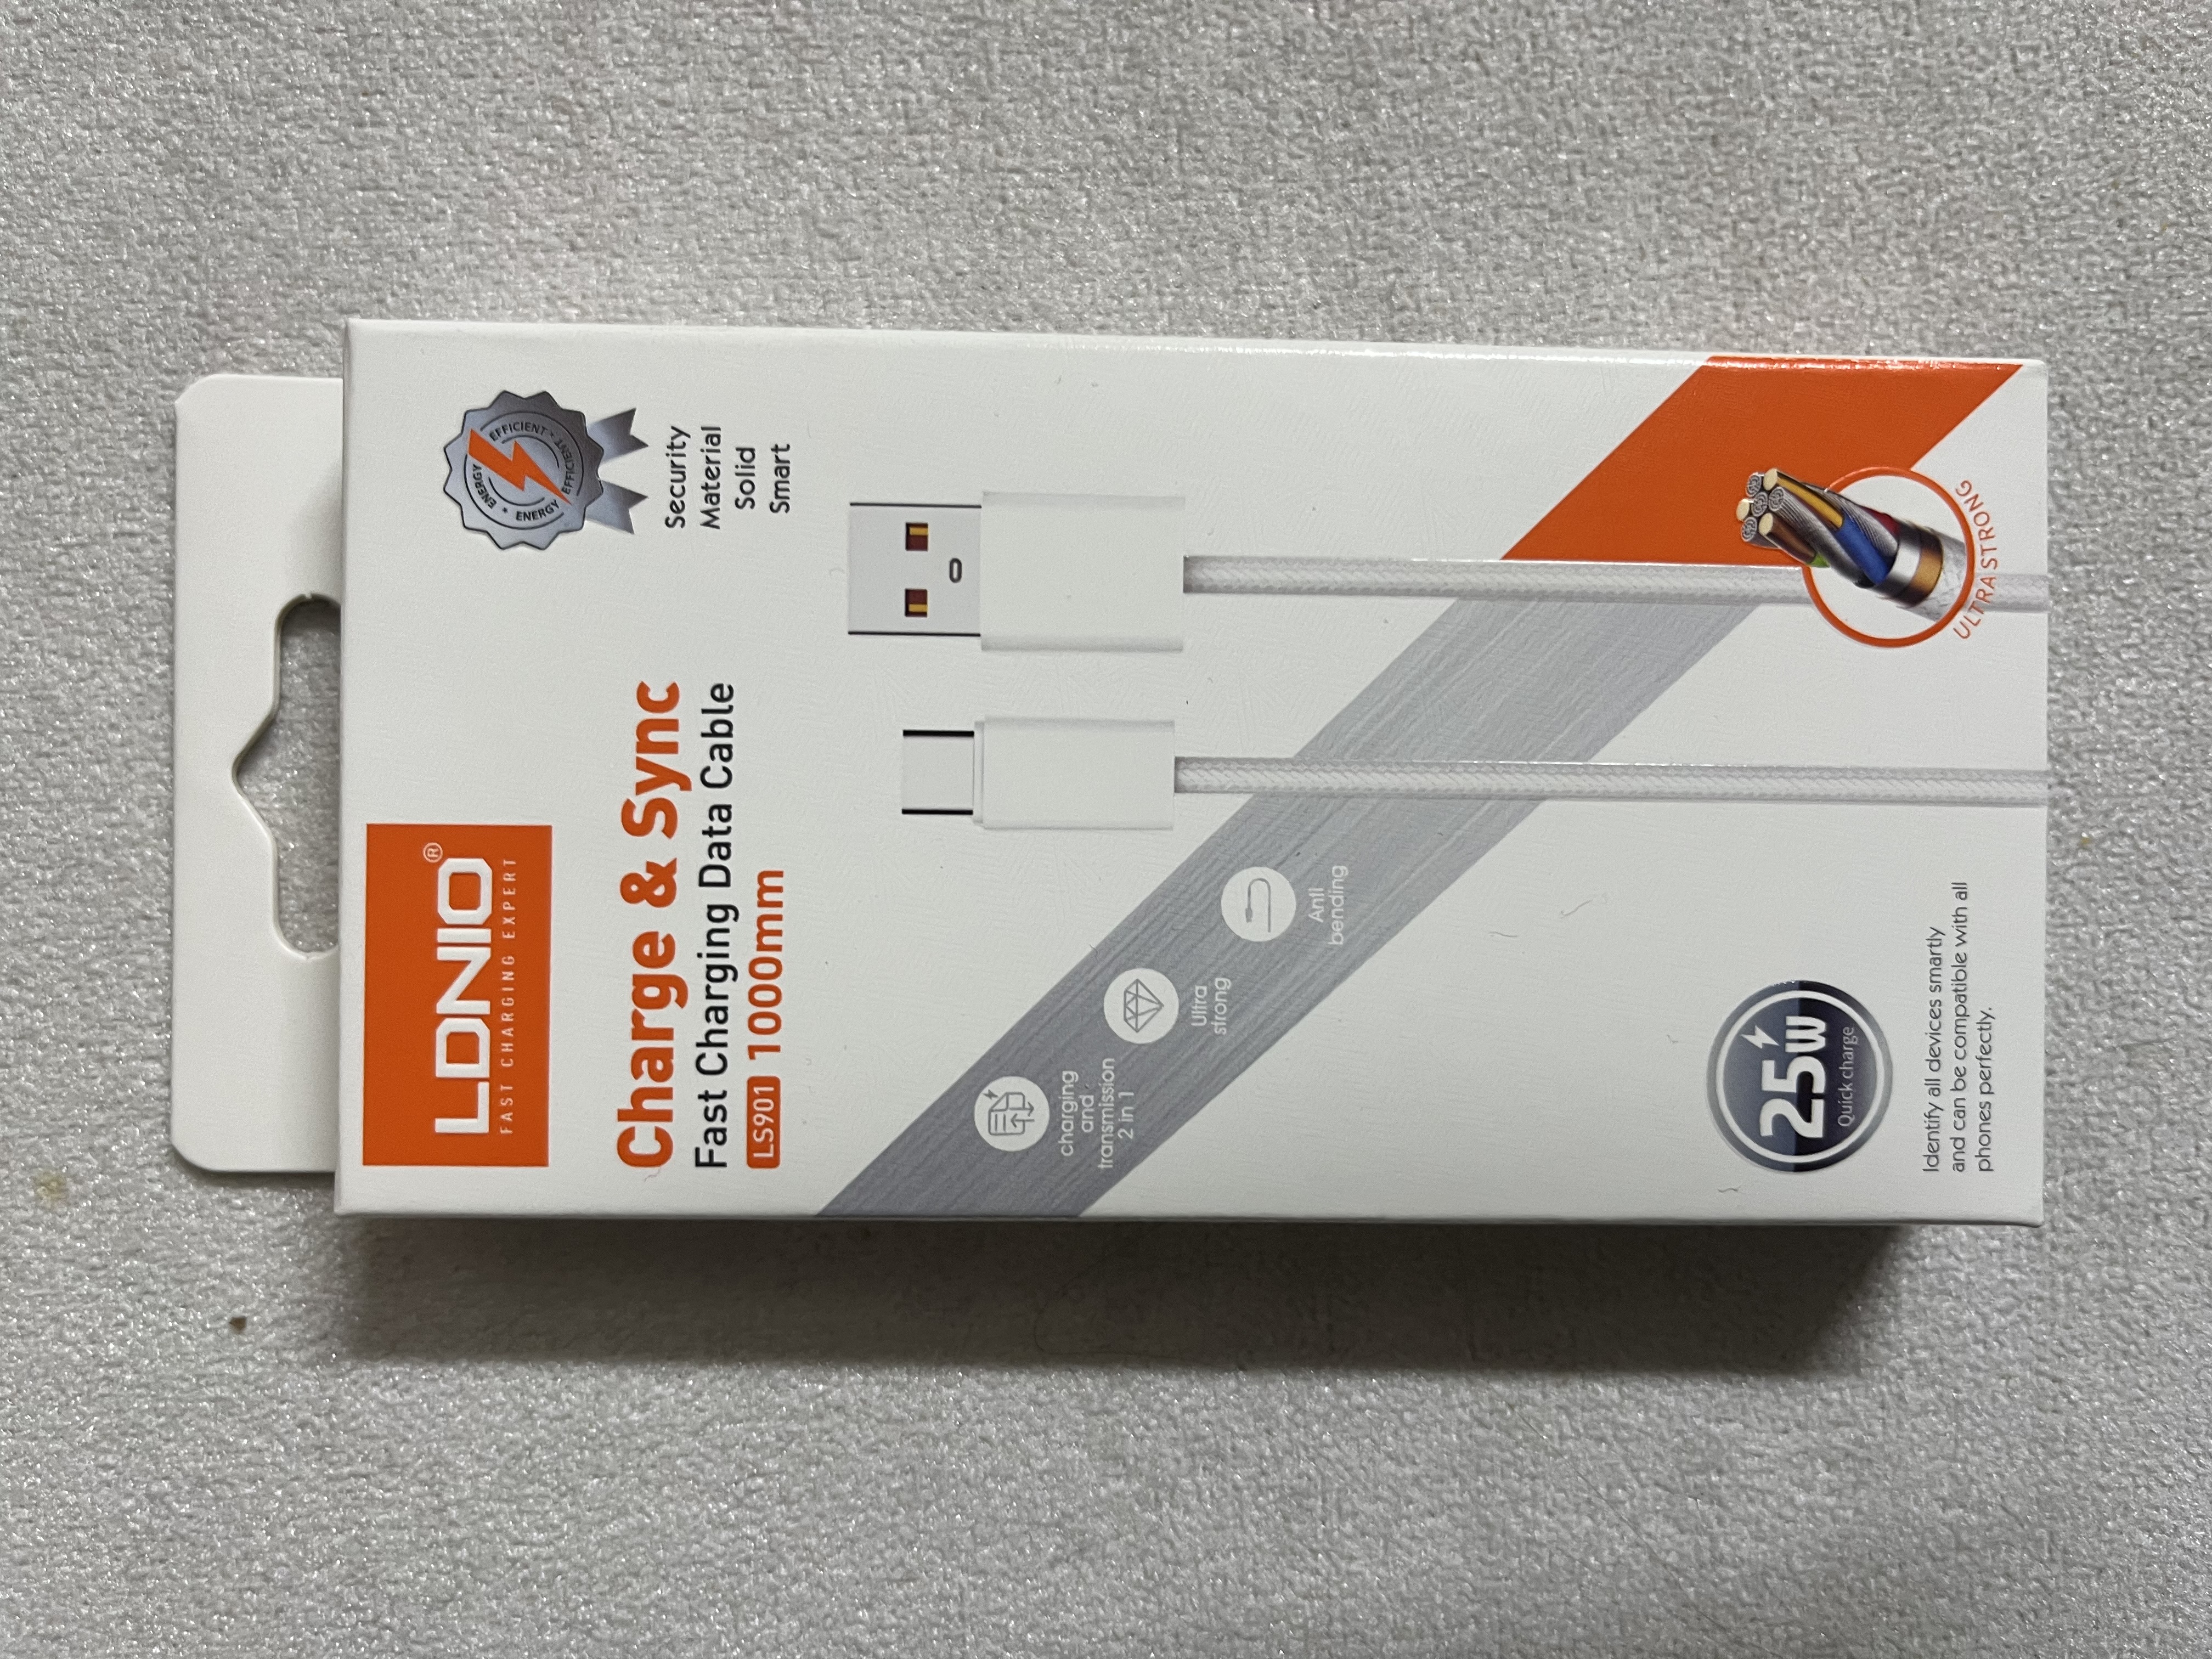 LDNIO®
FAST CHARGING EXPERT
EFFICIENT • ENERGY
EFFICIENT • ENERGY
Security
Material
Solid
Smart
Charge & Sync
Fast Charging Data Cable
LS901 1000mm
charging
and
transmission
2 in 1
Ultra
strong
Anti
bending
ULTRA STRONG
25W
Quick charge
Identify all devices smartly
and can be compatible with all
phones perfectly.